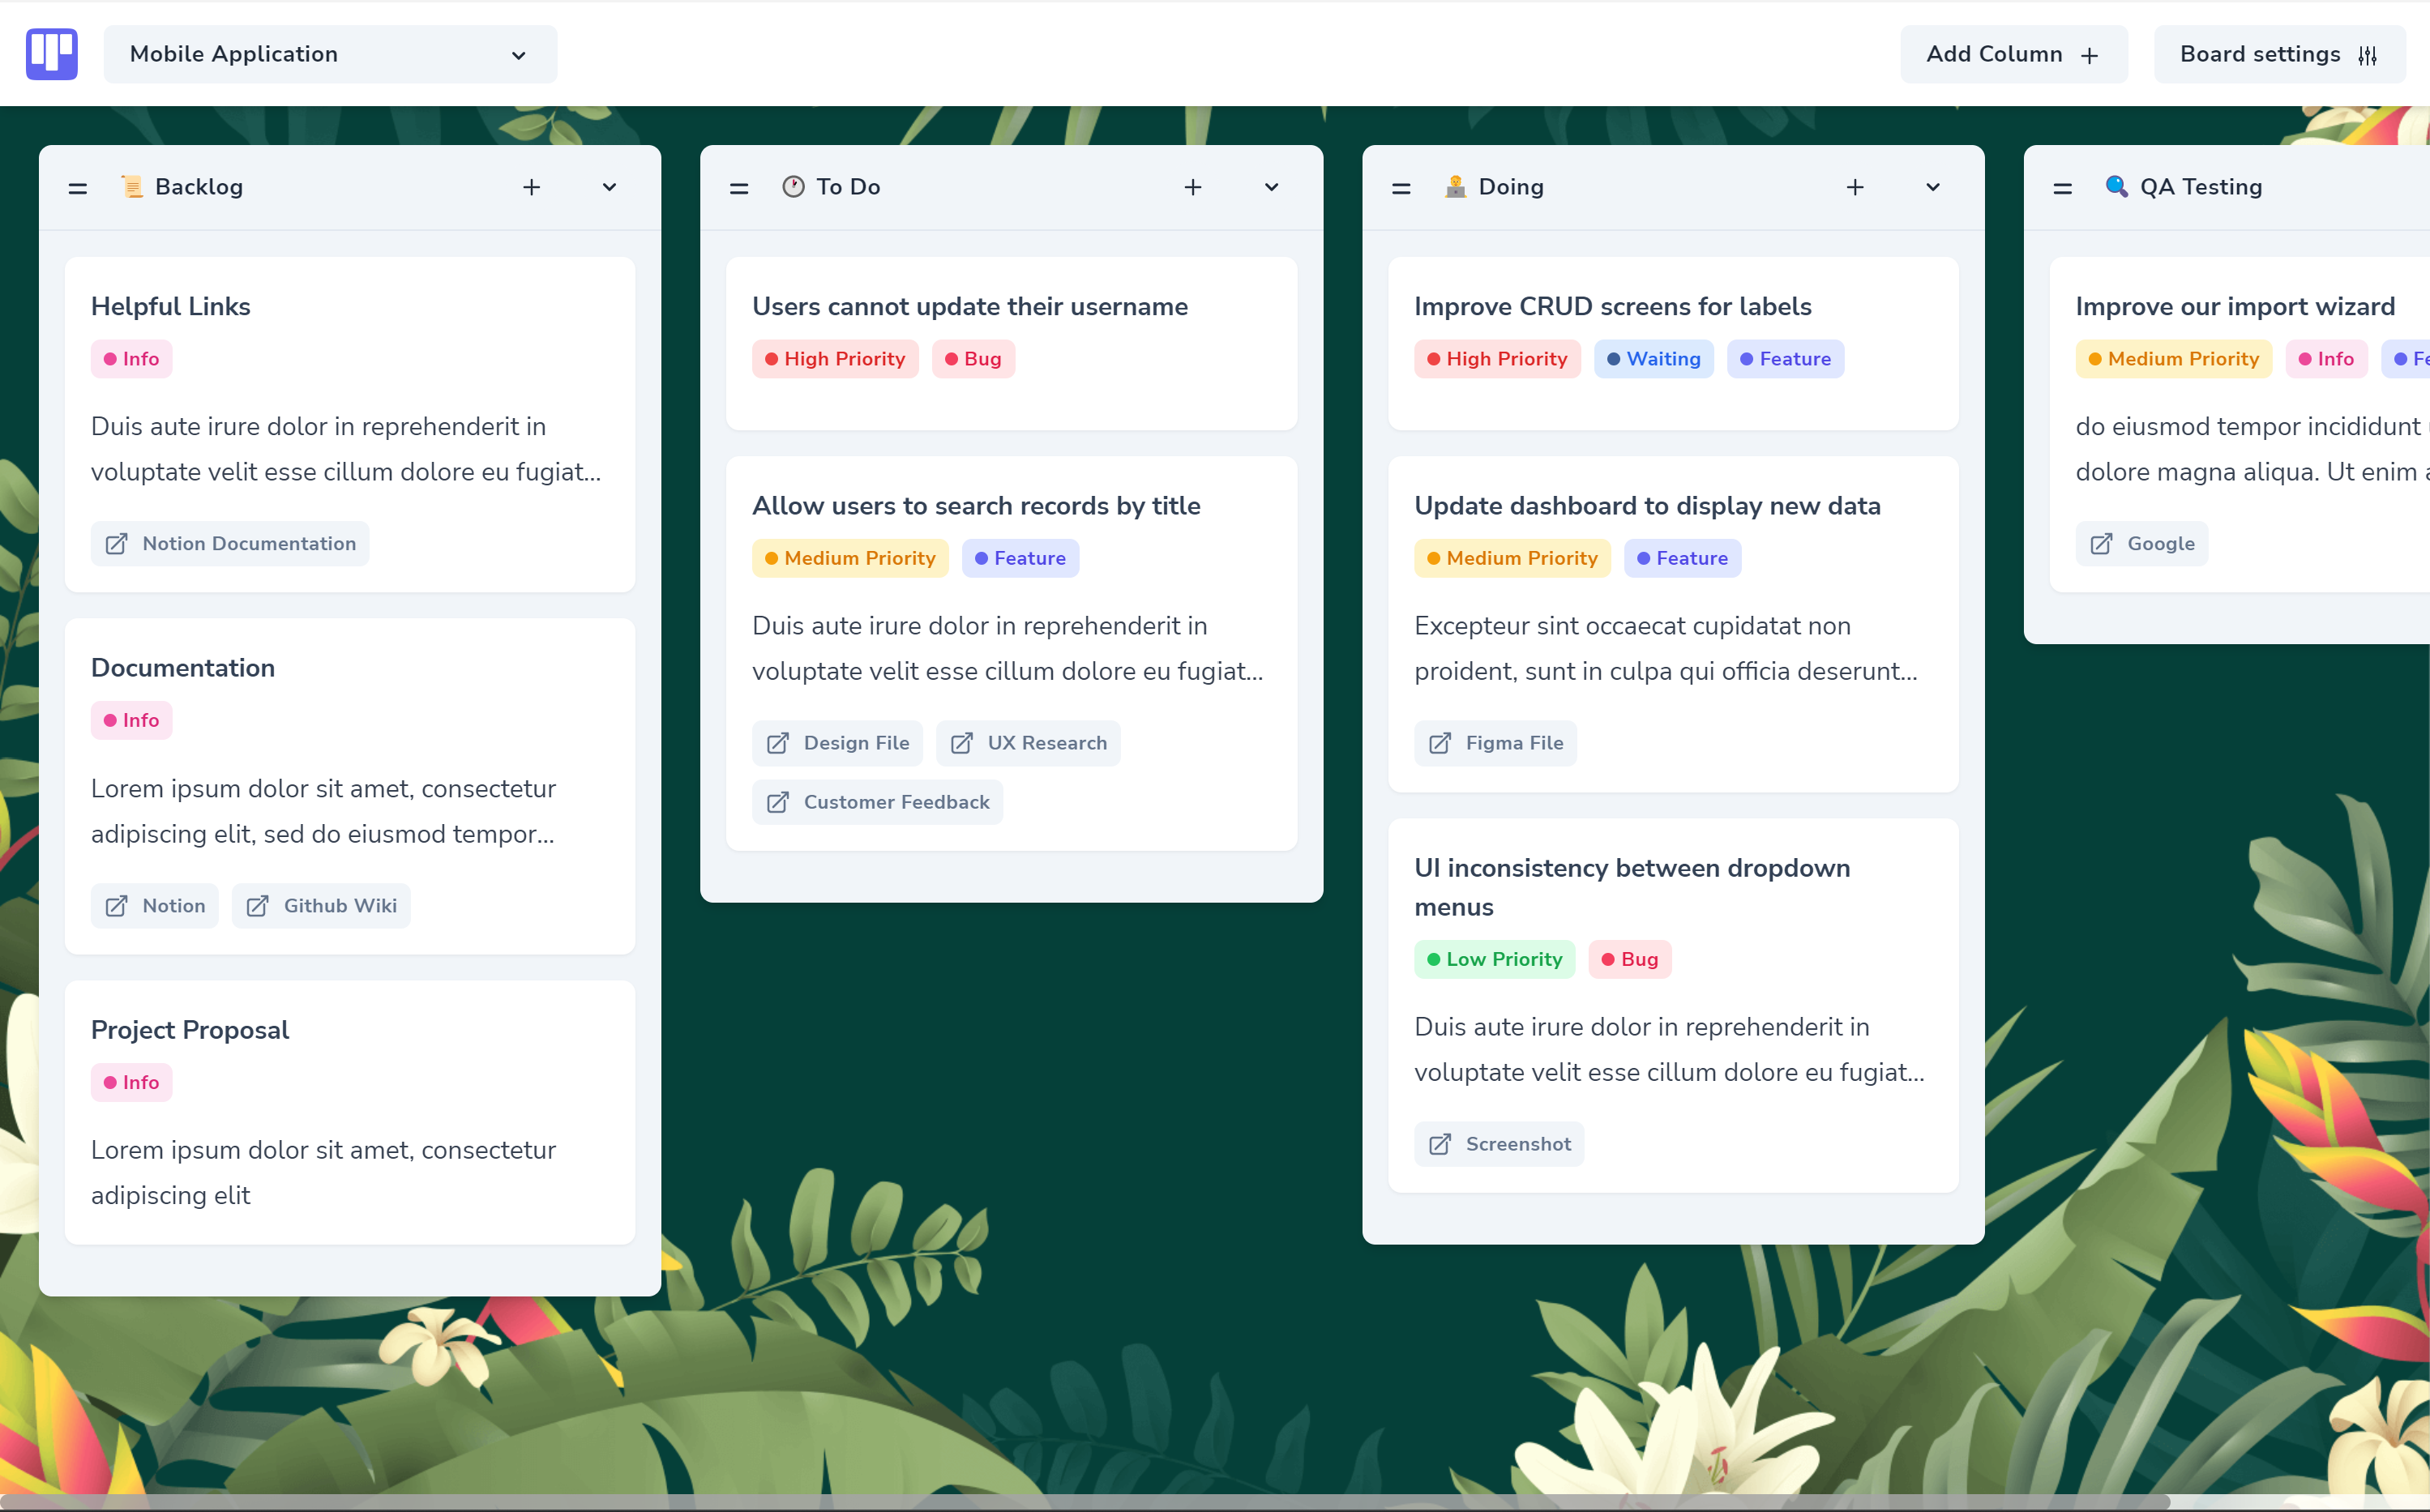 Mobile Application
Add Column
Board settings
Backlog
Helpful Links
Info
Duis aute irure dolor in reprehenderit in
voluptate velit esse cillum dolore eu fugiat...
Notion Documentation
Documentation
Info
Lorem ipsum dolor sit amet, consectetur
adipiscing elit, sed do eiusmod tempor...
Notion Github Wiki
Project Proposal
Info
Lorem ipsum dolor sit amet, consectetur
adipiscing elit
To Do
Users cannot update their username
High Priority Bug
Allow users to search records by title
Medium Priority Feature
Duis aute irure dolor in reprehenderit in
voluptate velit esse cillum dolore eu fugiat...
Design File UX Research
Customer Feedback
Doing
Improve CRUD screens for labels
High Priority Waiting Feature
Update dashboard to display new data
Medium Priority Feature
Excepteur sint occaecat cupidatat non
proident, sunt in culpa qui officia deserunt...
Figma File
UI inconsistency between dropdown
menus
Low Priority Bug
Duis aute irure dolor in reprehenderit in
voluptate velit esse cillum dolore eu fugiat...
Screenshot
QA Testing
Improve our import wizard
Medium Priority Info
do eiusmod tempor incididunt
dolore magna aliqua. Ut enim
Google